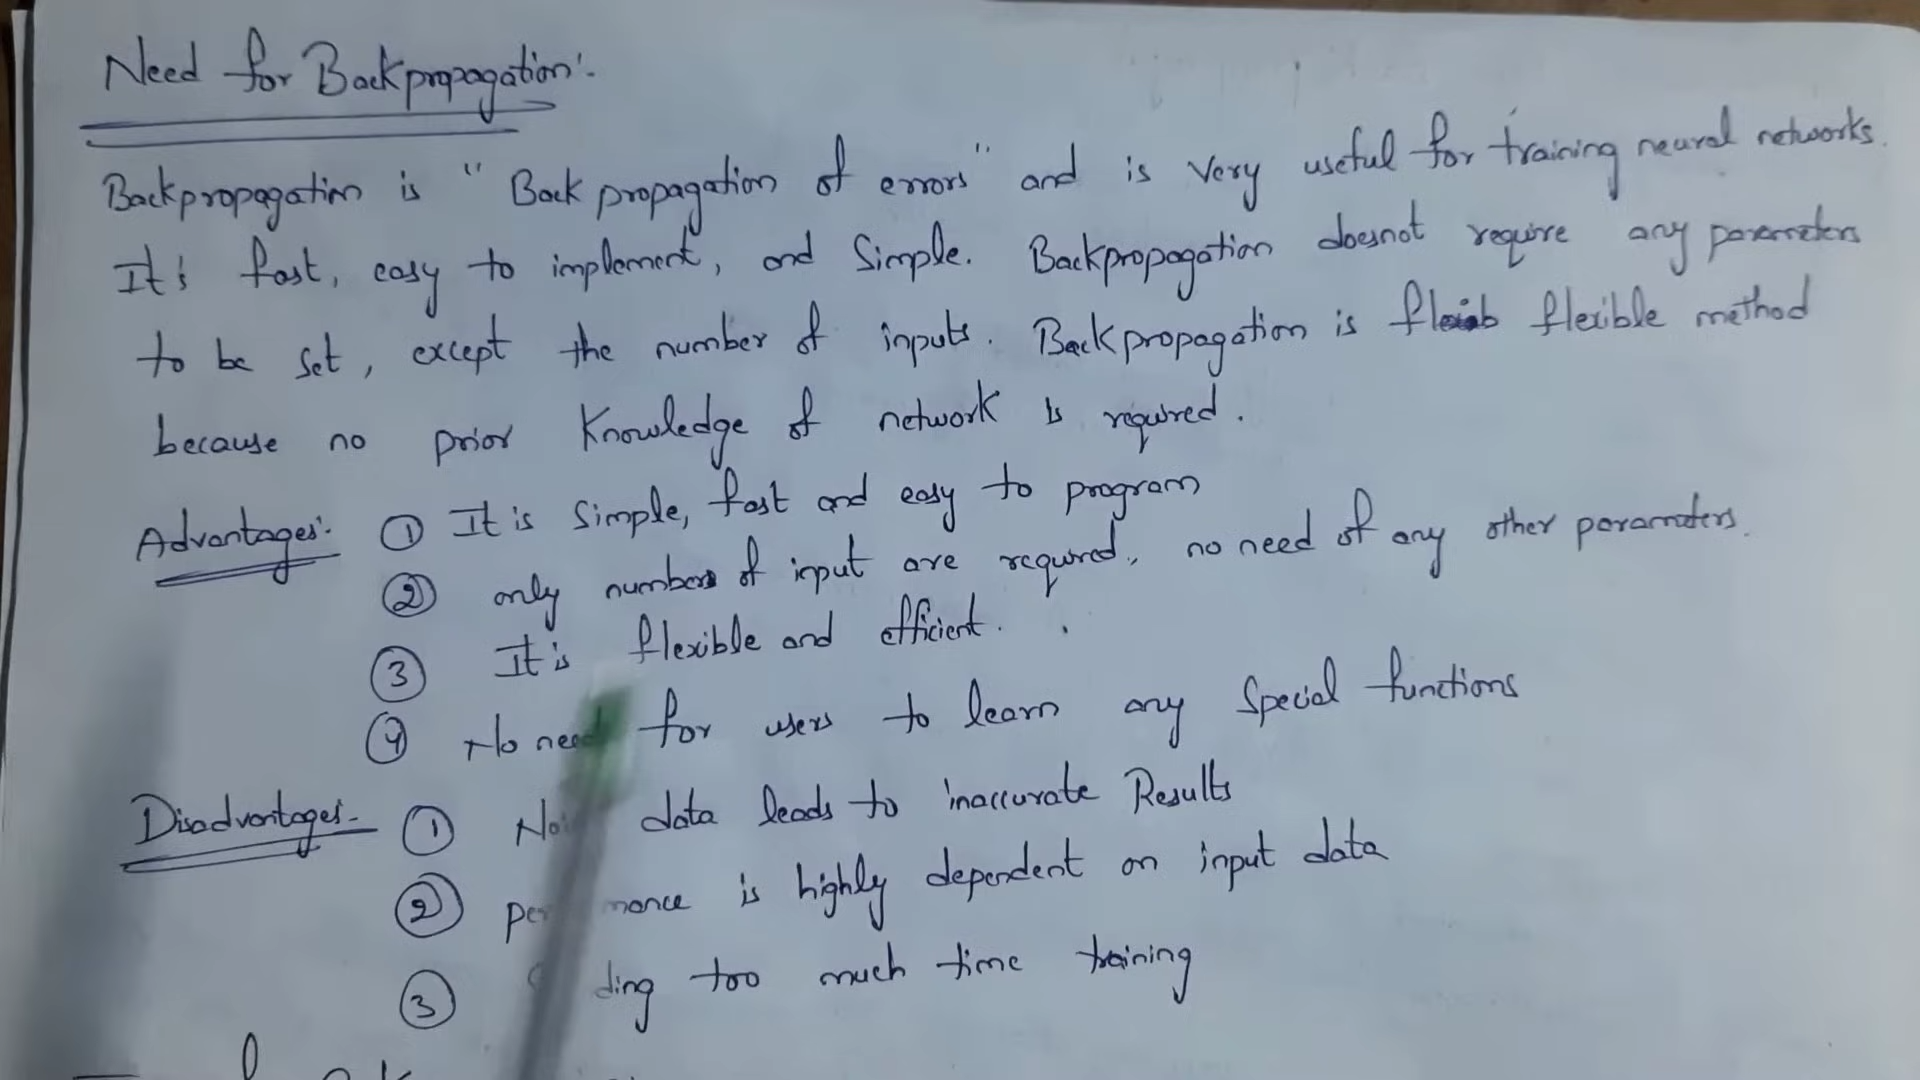 Need for Backpropagation:-
Backpropagation is "Back propagation of errors" and is very useful for training neural networks.
It's fast, easy to implement, and simple. Backpropagation doesnot require any parameters
to be set, except the number of inputs. Backpropagation is flexib flexible method
because no prior knowledge of network is required.
Advantages:- ① It is simple, fast and easy to program
② only numbers of input are required, no need of any other parameters.
③ It is flexible and efficient.
④ No need for users to learn any special functions
Disadvantages:- ① data leads to inaccurate Results
② is highly dependent on input data
③ too much time training